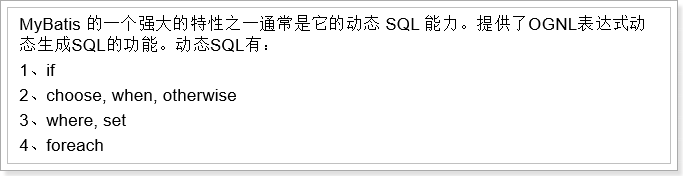 MyBatis 的一个强大的特性之一通常是它的动态 SQL 能力。提供了OGNL表达式动
态生成SQL的功能。动态SQL有：
1、if
2、choose, when, otherwise
3、where, set
4、foreach